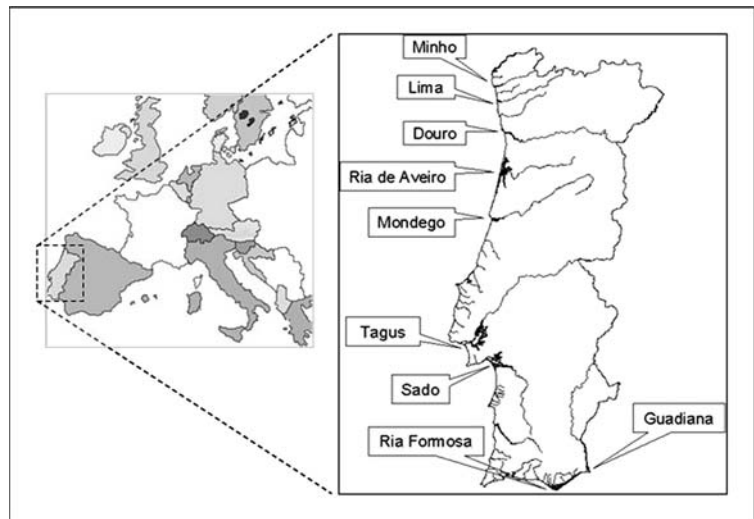 Minho
Lima
Douro
Ria de Aveiro
Mondego
Tagus
Sado
Guadiana
Ria Formosa